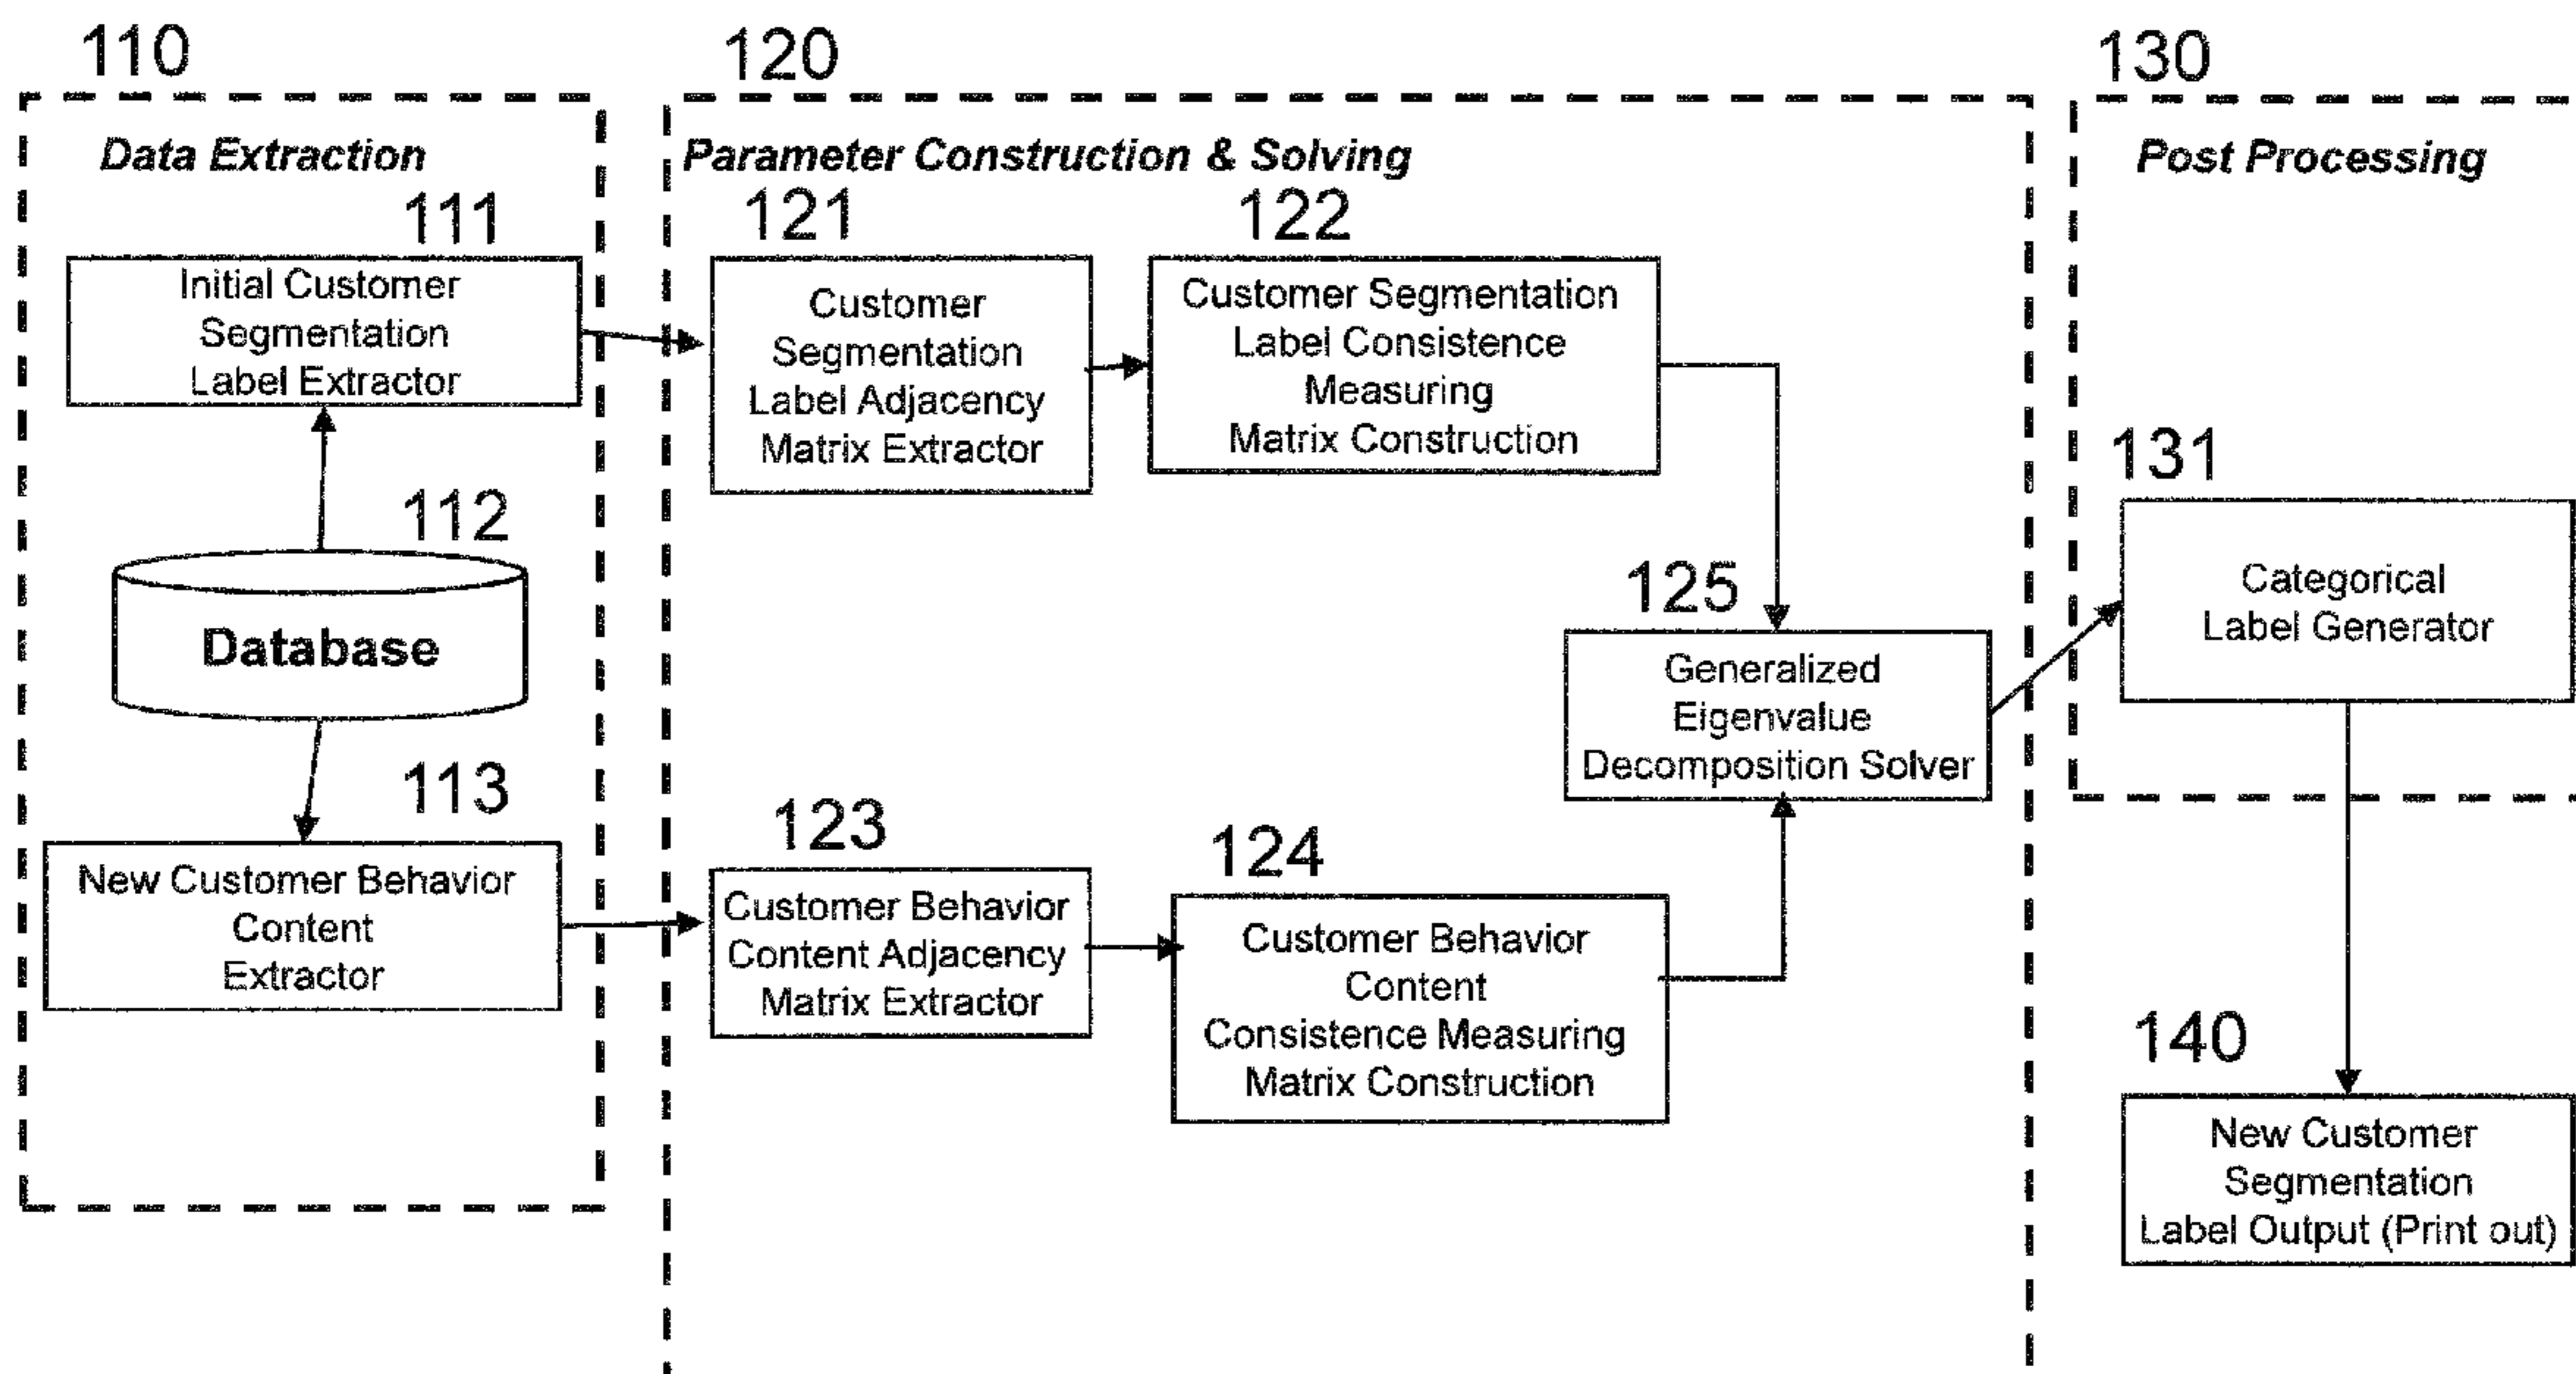 110
Data Extraction
111
Initial Customer
Segmentation
Label Extractor
112
Database
113
New Customer Behavior
Content
Extractor
120
Parameter Construction & Solving
121
Customer
Segmentation
Label Adjacency
Matrix Extractor
122
Customer Segmentation
Label Consistence
Measuring
Matrix Construction
123
Customer Behavior
Content Adjacency
Matrix Extractor
124
Customer Behavior
Content
Consistence Measuring
Matrix Construction
125
Generalized
Eigenvalue
Decomposition Solver
130
Post Processing
131
Categorical
Label Generator
140
New Customer
Segmentation
Label Output (Print out)